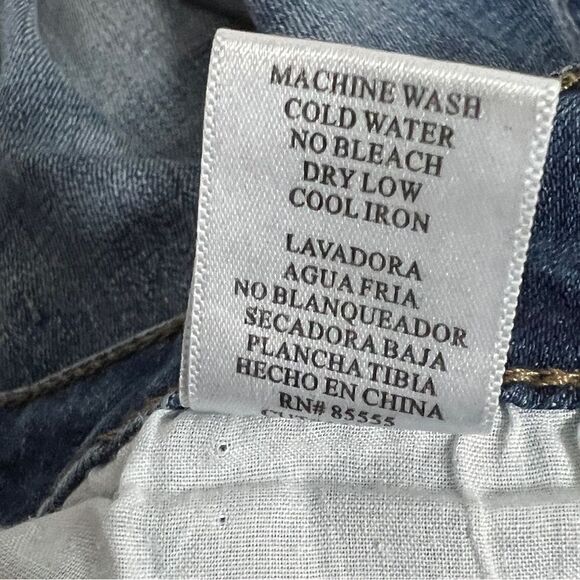 MACHINE WASH
COLD WATER
NO BLEACH
DRY LOW
COOL IRON
LAVADORA
AGUA FRIA
NO BLANQUEADOR
SECADORA BAJA
PLANCHA TIBLA
HECHO EN CHINA
RN# 85555